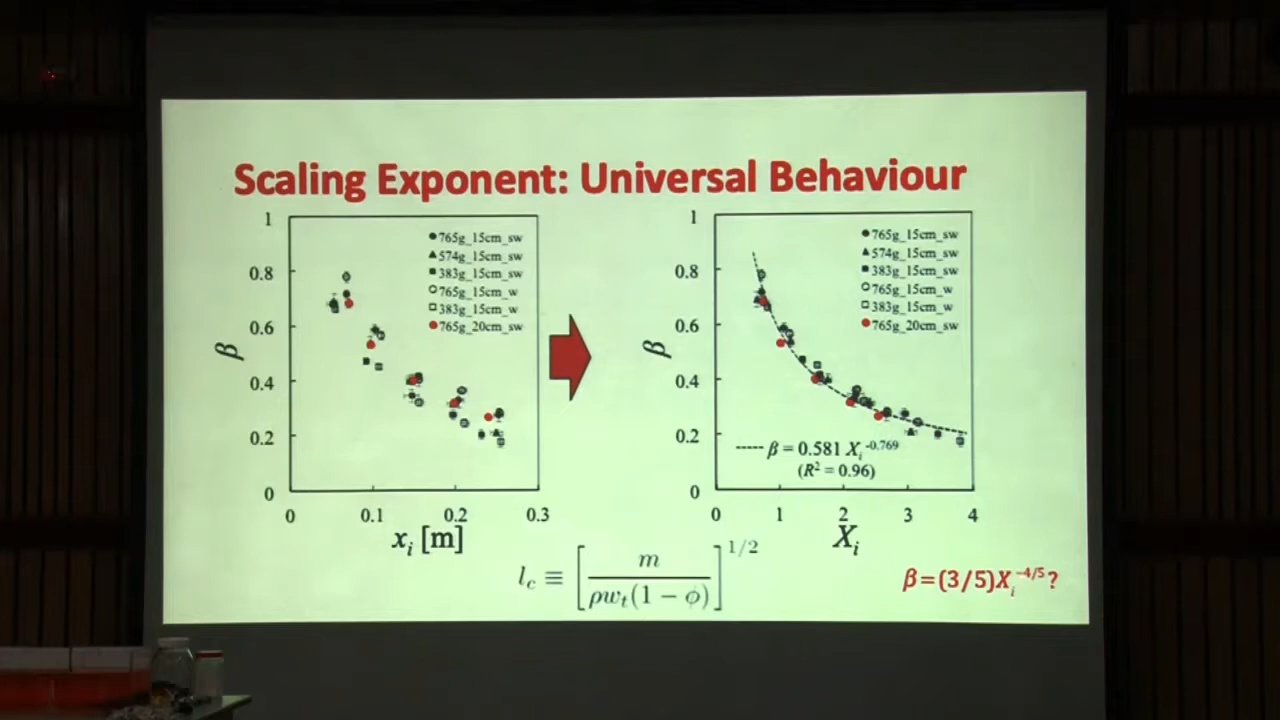 Scaling Exponent: Universal Behaviour
1
0.8
0.6
0.4
0.2
0
β
765g_15cm_sw
574g_15cm_sw
383g_15cm_sw
765g_15cm_w
383g_15cm_w
765g_20cm_sw
0 0.1 0.2 0.3
x_i [m]
1
0.8
0.6
0.4
0.2
0
β
765g_15cm_sw
574g_15cm_sw
383g_15cm_sw
765g_15cm_w
383g_15cm_w
765g_20cm_sw
β = 0.581 X_i^-0.769
(R² = 0.96)
0 1 2 3 4
X_i
l_c ≡ [m / ρw_t(1 − ϕ)]^1/2
β=(3/5)X_i^-4/5?